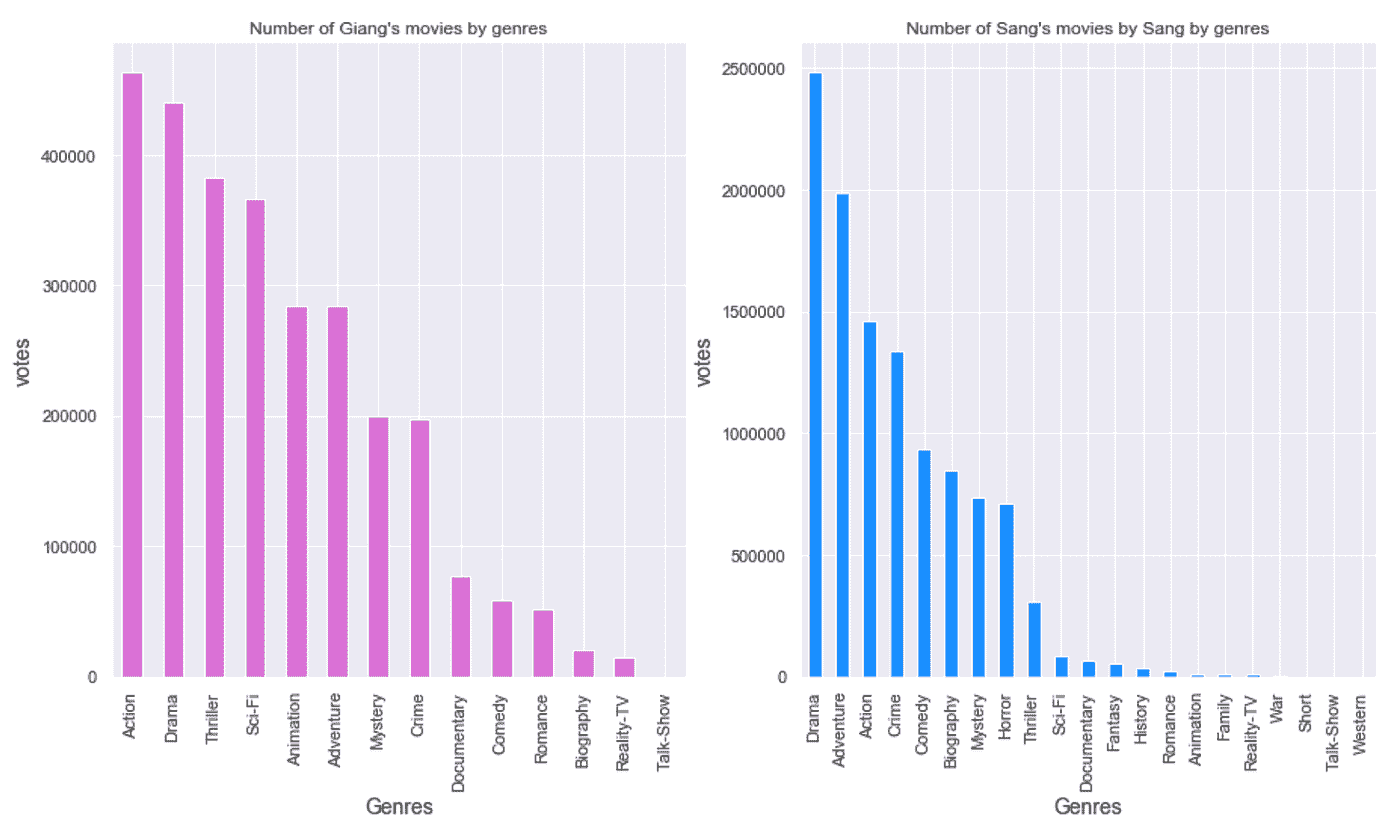 Number of Giang's movies by genres
votes
400000
300000
200000
100000
0
Action
Drama
Thriller
Sci-Fi
Animation
Adventure
Mystery
Crime
Documentary
Comedy
Romance
Biography
Reality-TV
Talk-Show
Genres
Number of Sang's movies by Sang by genres
votes
2500000
2000000
1500000
1000000
500000
0
Drama
Adventure
Action
Crime
Comedy
Biography
Mystery
Horror
Thriller
Sci-Fi
Documentary
Fantasy
History
Romance
Animation
Family
Reality-TV
War
Short
Talk-Show
Western
Genres